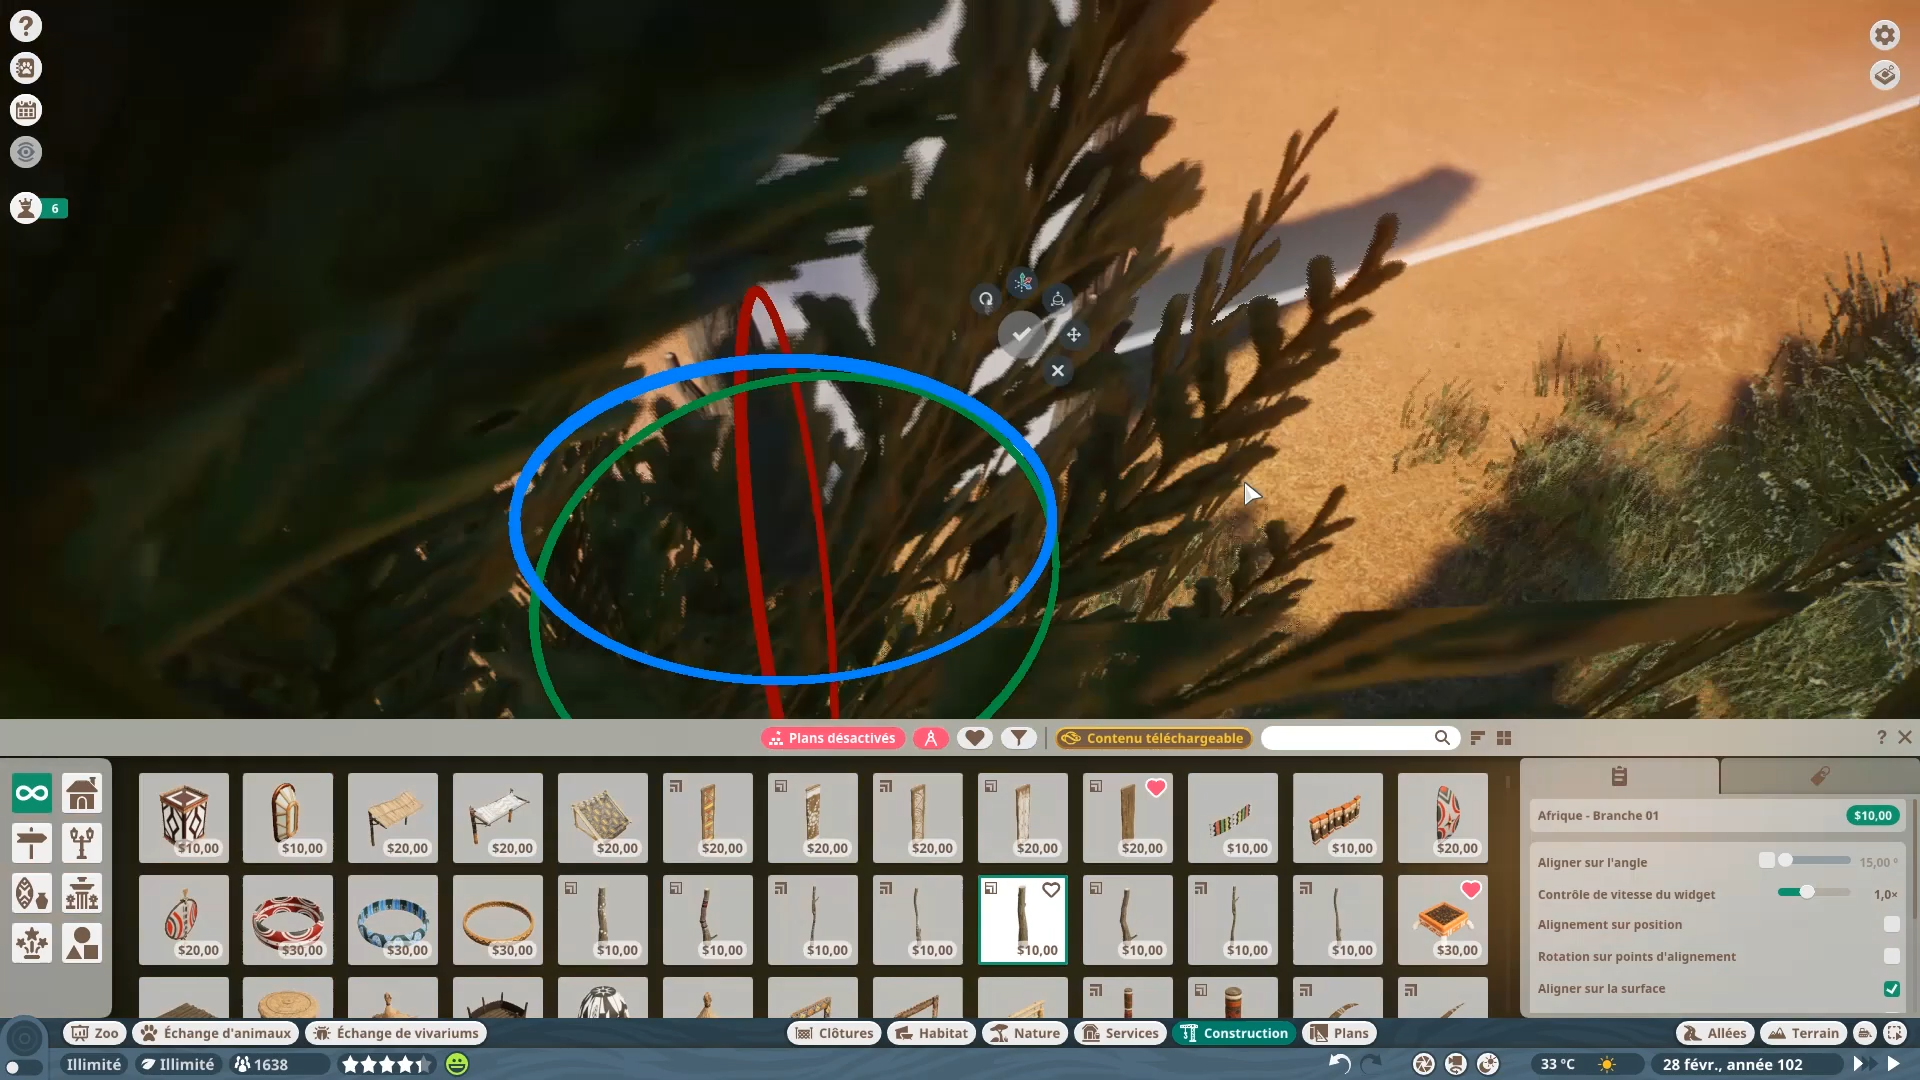 6
Plans désactivés
Contenu téléchargeable
?
$10,00 $10,00 $20,00 $20,00 $20,00 $20,00 $20,00 $20,00 $20,00 $20,00 $10,00 $10,00 $20,00
$20,00 $30,00 $30,00 $30,00 $10,00 $10,00 $10,00 $10,00 $10,00 $10,00 $10,00 $10,00 $30,00
Afrique - Branche 01 $10,00
Aligner sur l'angle 15,00 °
Contrôle de vitesse du widget 1,0×
Alignement sur position
Rotation sur points d'alignement
Aligner sur la surface
Zoo Échange d'animaux Échange de vivariums Clôtures Habitat Nature Services Construction Plans Allées Terrain
Illimité Illimité 1638 33 °C 28 févr., année 102